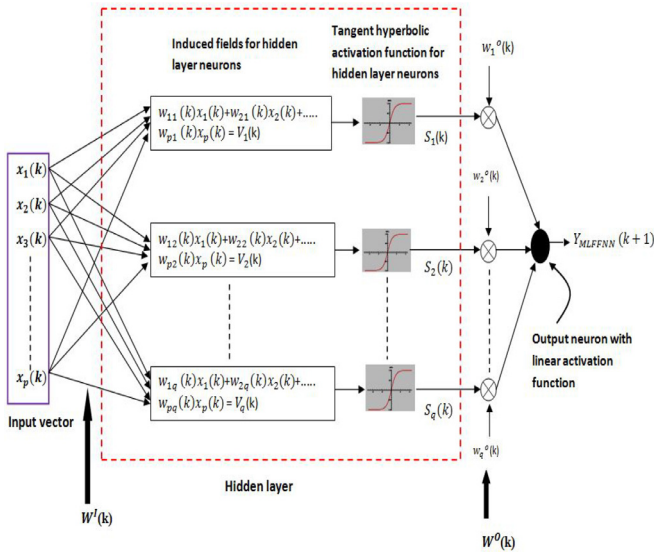 Induced fields for hidden
layer neurons
Tangent hyperbolic
activation function for
hidden layer neurons
w₁ᵒ(k)
w₁₁(k)x₁(k)+w₂₁(k)x₂(k)+.....
wₚ₁(k)xₚ(k) = V₁(k)
S₁(k)
x₁(k)
x₂(k)
x₃(k)
xₚ(k)
Input vector
w₂ᵒ(k)
w₁₂(k)x₁(k)+w₂₂(k)x₂(k)+.....
wₚ₂(k)xₚ(k) = V₂(k)
S₂(k)
Y_MLFFNN(k+1)
Output neuron with
linear activation
function
w₁q(k)x₁(k)+w₂q(k)x₂(k)+.....
wₚq(k)xₚ(k) = Vq(k)
Sq(k)
wqᵒ(k)
Hidden layer
Wᴵ(k)
Wᴼ(k)